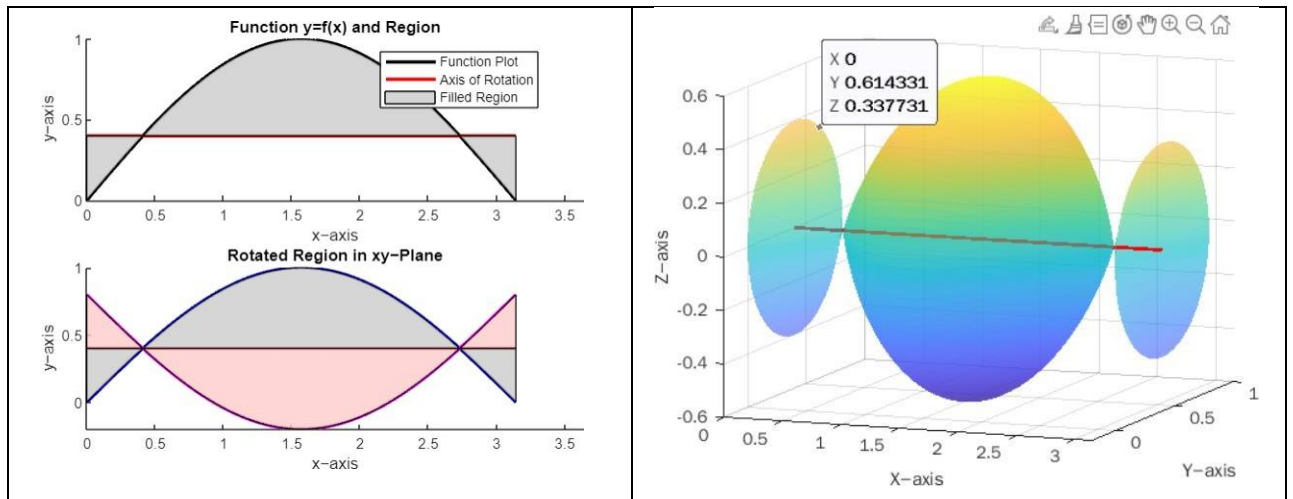 Function y=f(x) and Region
1
0.5
0
y-axis
Function Plot
Axis of Rotation
Filled Region
0 0.5 1 1.5 2 2.5 3 3.5
x-axis
Rotated Region in xy-Plane
1
0.5
0
y-axis
0 0.5 1 1.5 2 2.5 3 3.5
x-axis
X 0
Y 0.614331
Z 0.337731
0.6
0.4
0.2
0
-0.2
-0.4
-0.6
Z-axis
0 0.5 1 1.5 2 2.5 3
X-axis
0 0.5 1
Y-axis